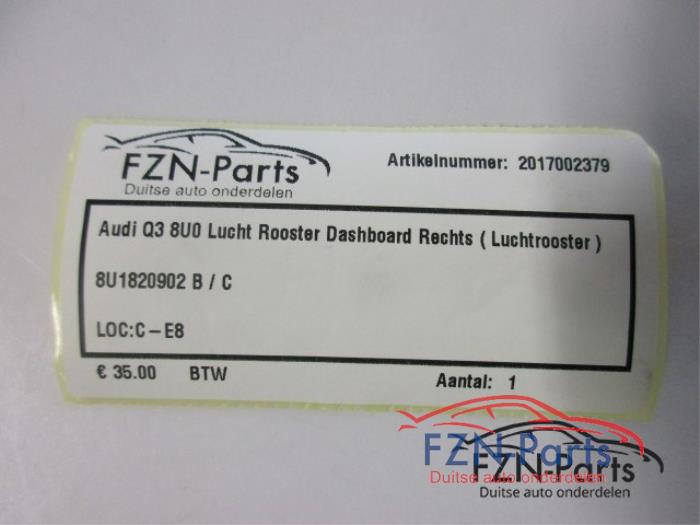 FZN-Parts
Duitse auto onderdelen
Artikelnummer: 2017002379
Audi Q3 8U0 Lucht Rooster Dashboard Rechts ( Luchtrooster )
8U1820902 B / C
LOC:C-E8
€ 35.00 BTW
Aantal: 1
FZN-Parts
Duitse auto onderdelen
FZN-Parts
Duitse auto onderdelen